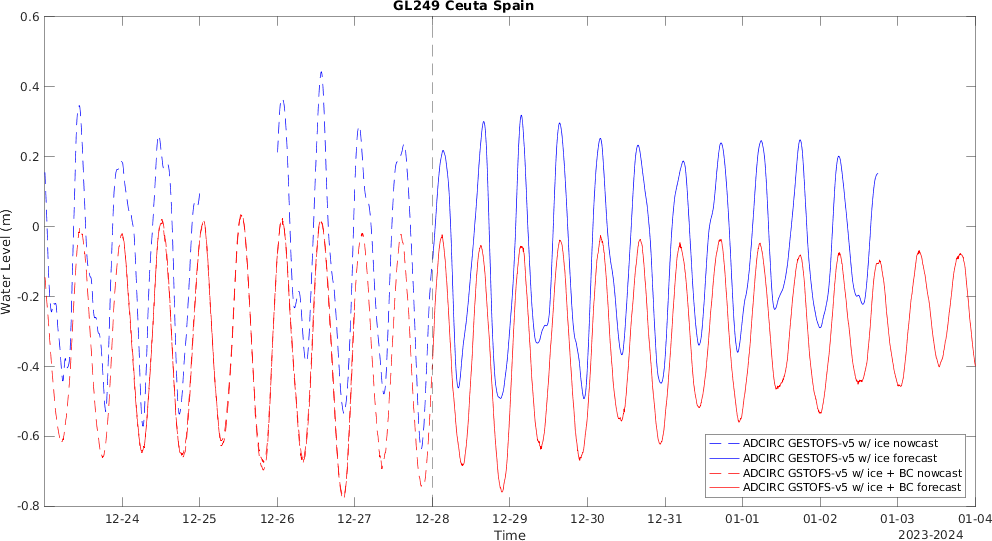 GL249 Ceuta Spain
0.6
0.4
0.2
0
-0.2
-0.4
-0.6
-0.8
Water Level (m)
ADCIRC GESTOFS-v5 w/ ice nowcast
ADCIRC GESTOFS-v5 w/ ice forecast
ADCIRC GSTOFS-v5 w/ ice + BC nowcast
ADCIRC GSTOFS-v5 w/ ice + BC forecast
12-24 12-25 12-26 12-27 12-28 12-29 12-30 12-31 01-01 01-02 01-03 01-04
Time
2023-2024